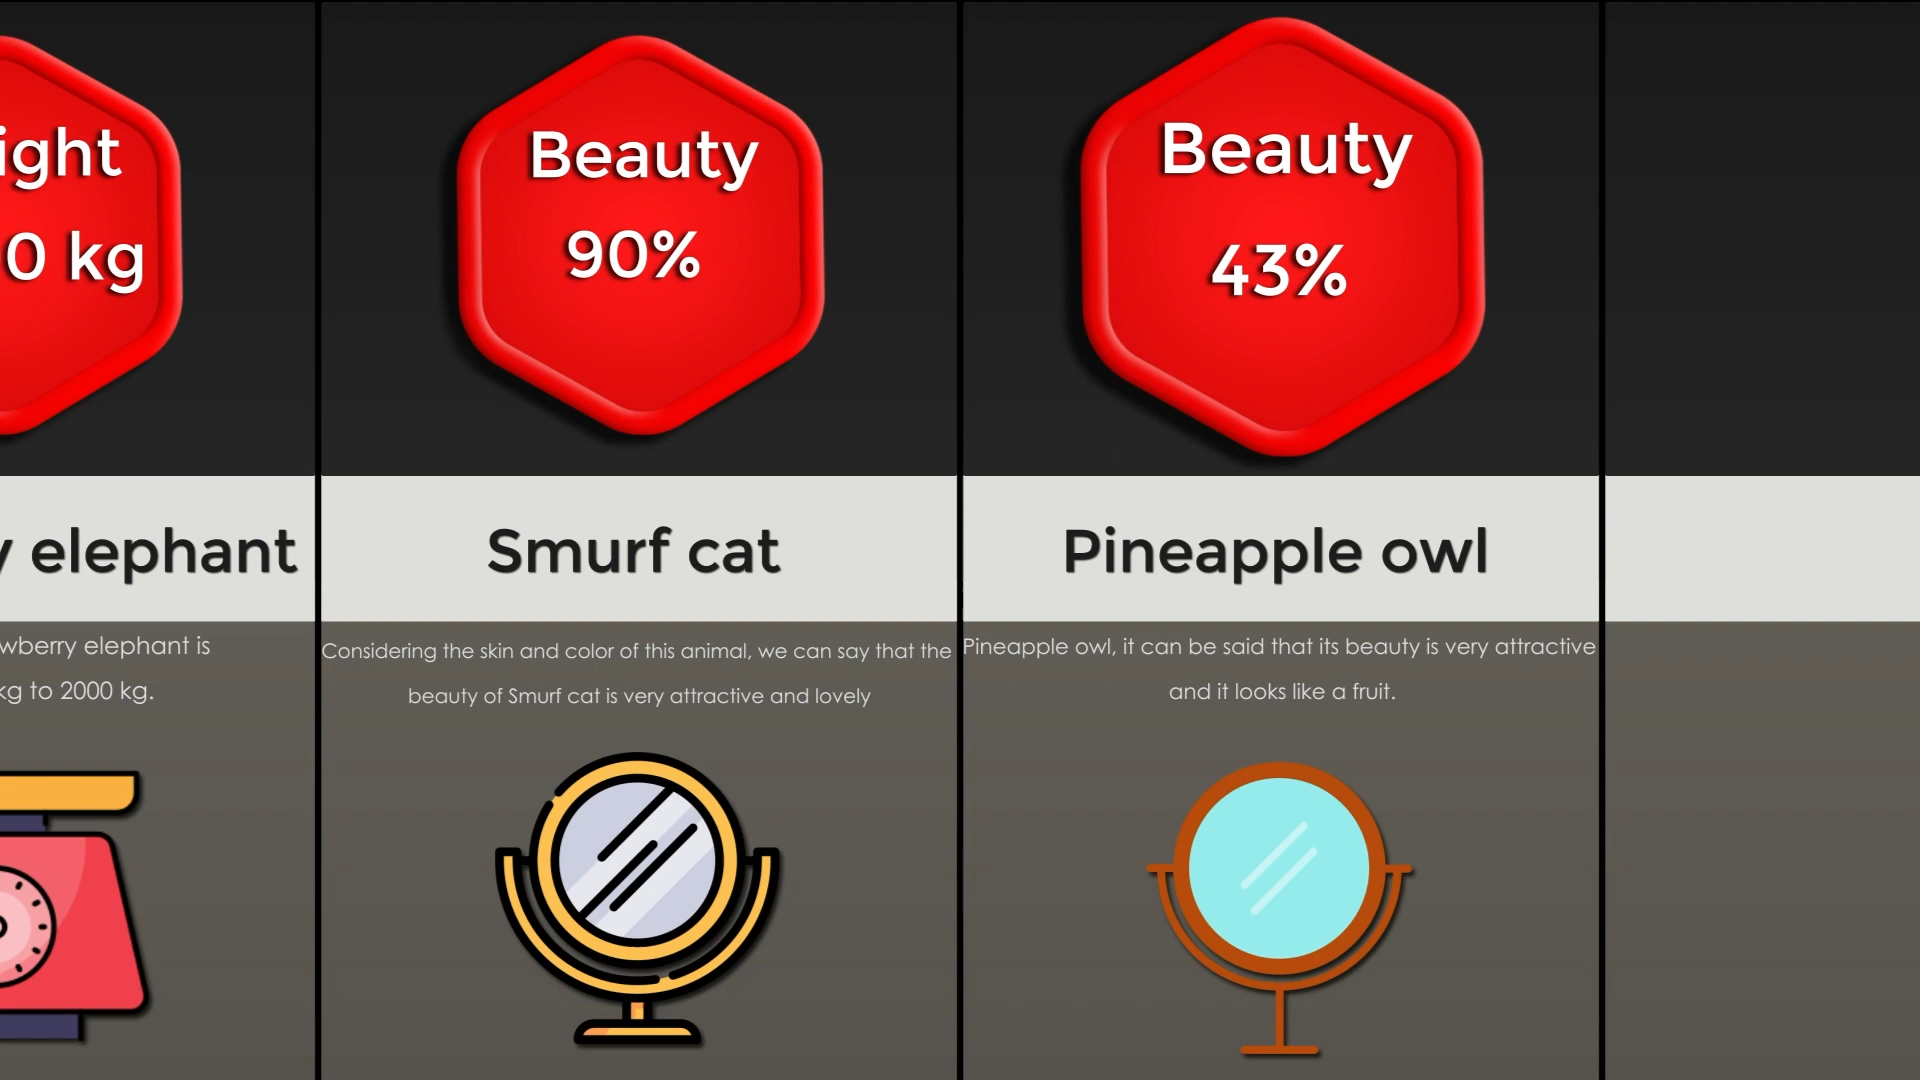 ight
0 kg
y elephant
wberry elephant is
kg to 2000 kg.
Beauty
90%
Smurf cat
Considering the skin and color of this animal, we can say that the
beauty of Smurf cat is very attractive and lovely
Beauty
43%
Pineapple owl
Pineapple owl, it can be said that its beauty is very attractive
and it looks like a fruit.